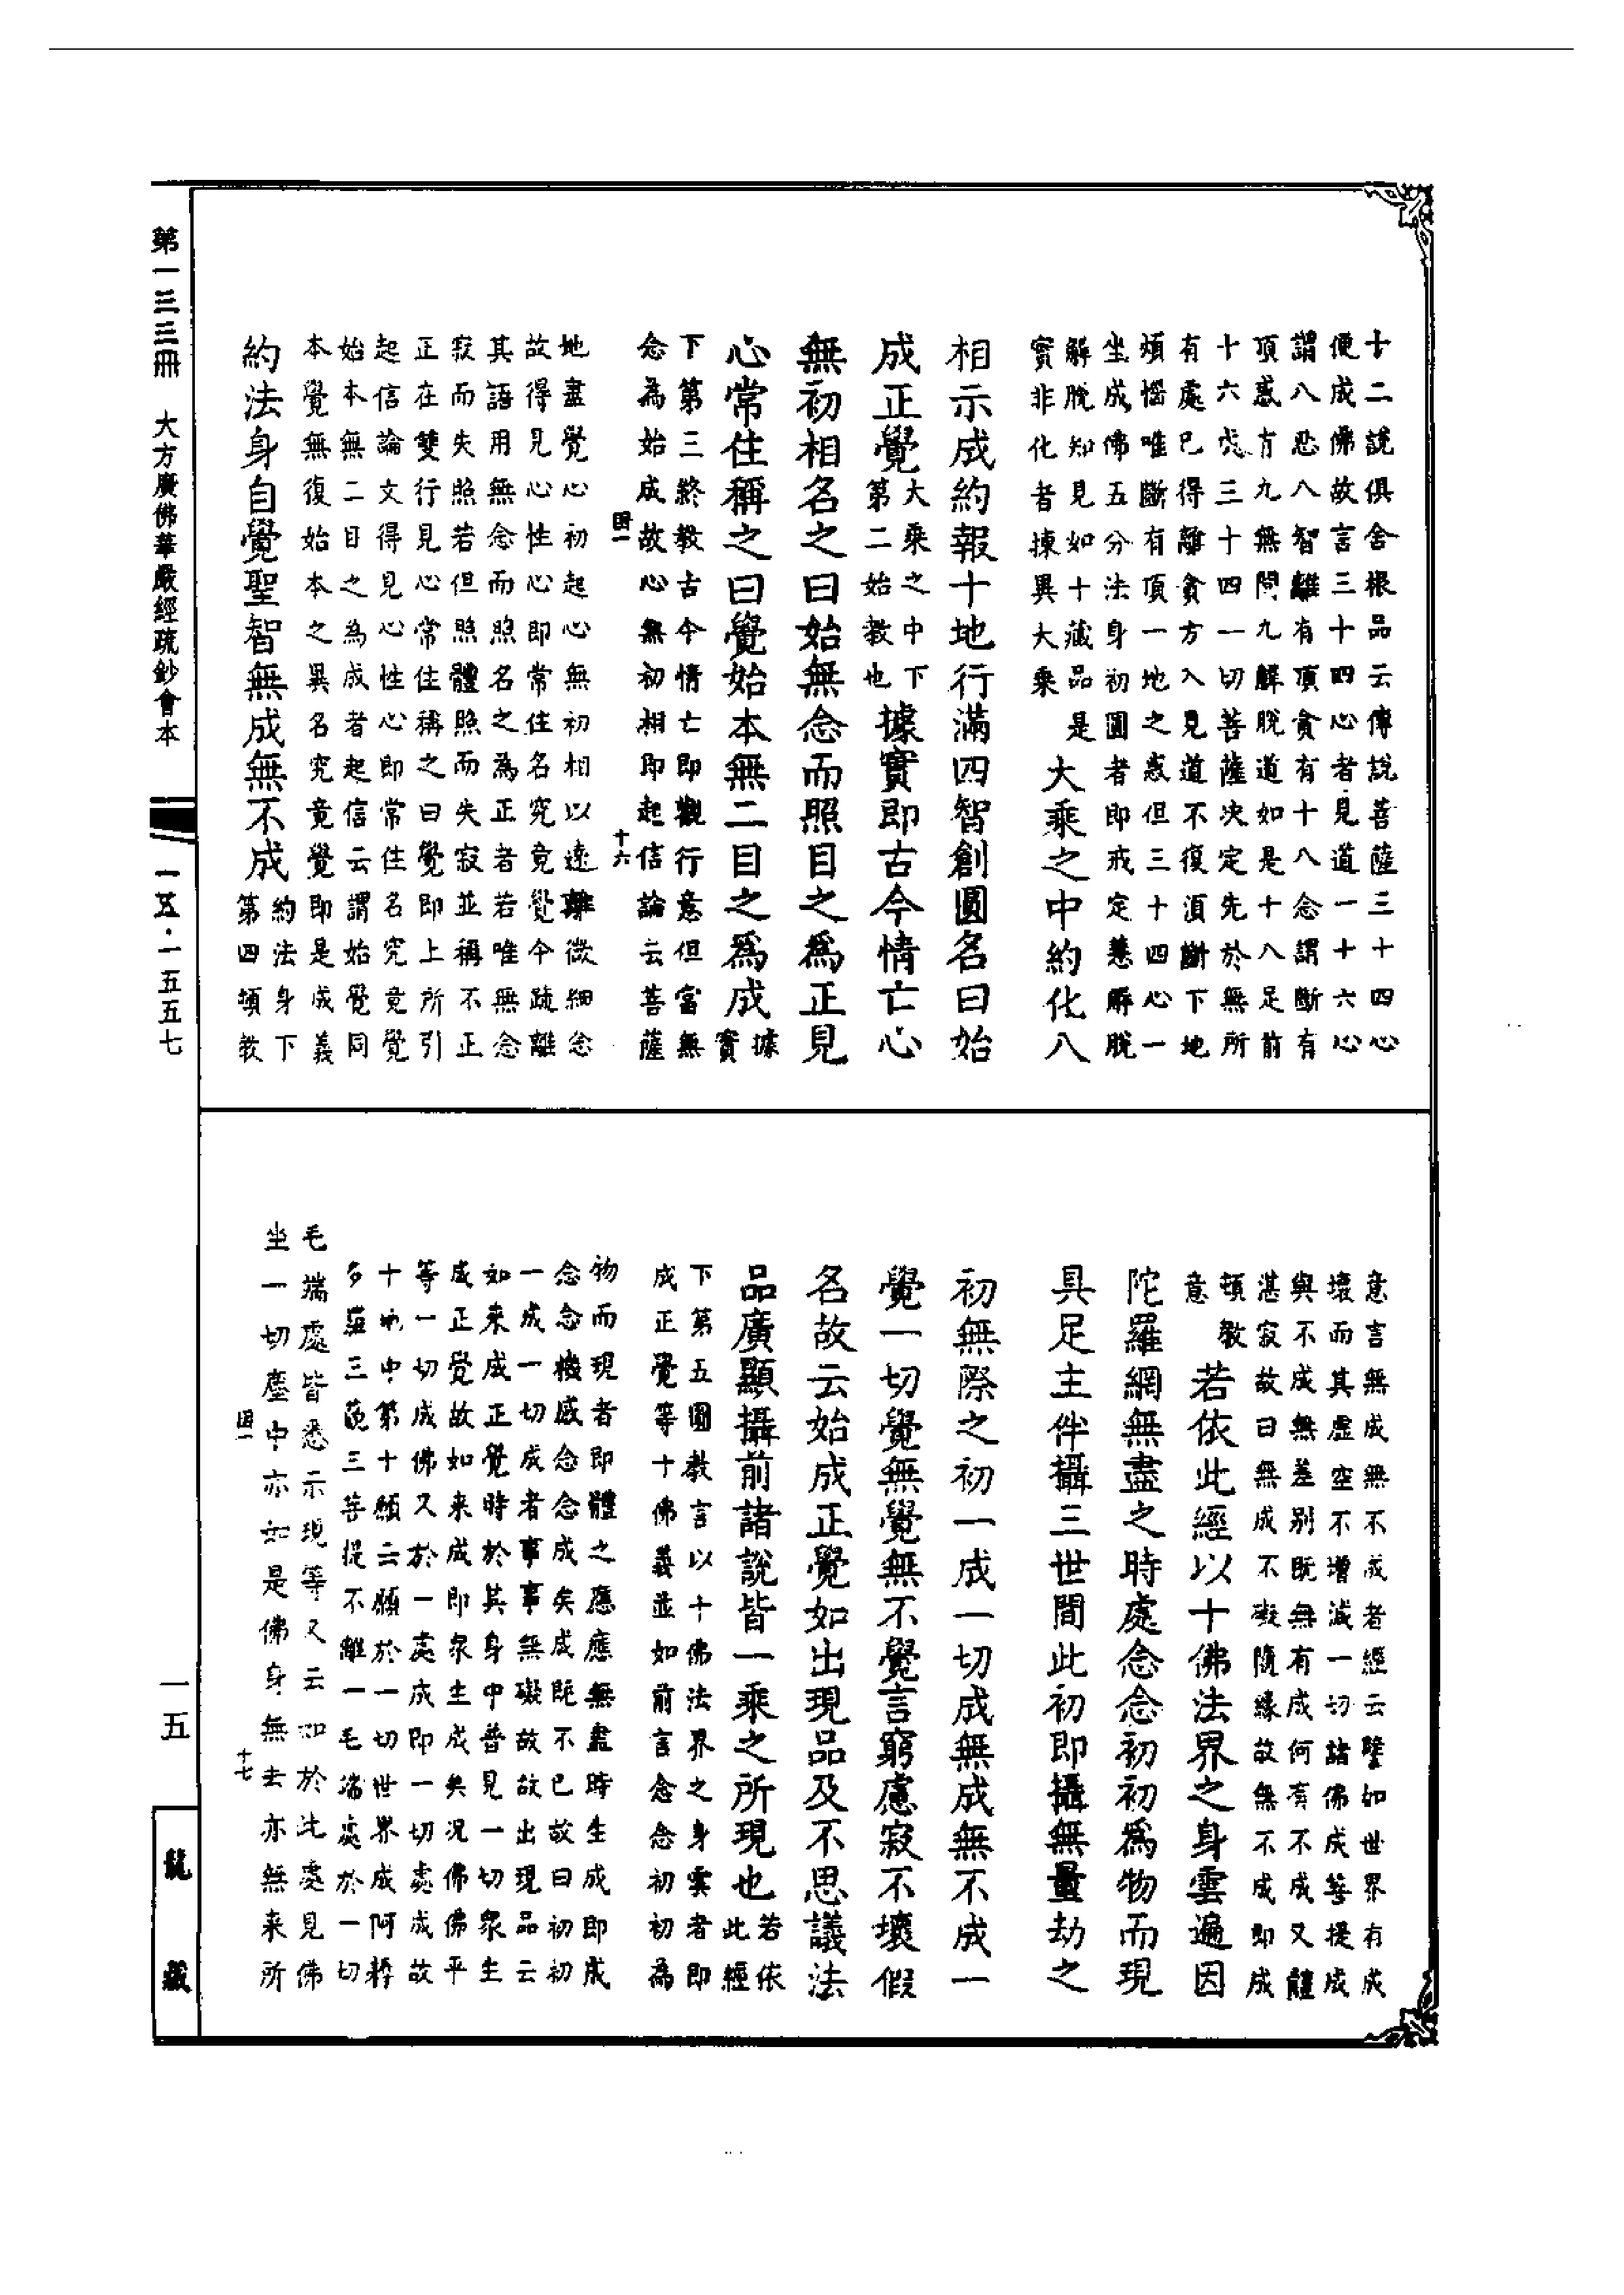 十二說俱舍根品云傳說菩薩三十四心
便成佛故言三十四心者見道一十六心
謂八忍八智離有頂貪有十八念謂斷有
頂惑有九無間九解脫道如是十八足前
十六成三十四一切菩薩決定先於無所
有處已得離貪方入見道不復須斷下地
煩惱唯斷有頂一地之惑但三十四心一
坐成佛五分法身初圓者即戒定慧解脫
解脫知見如十藏品是
實非化者揀異大乘
大乘之中約化八
相示成約報十地行滿四智創圓名曰始
成正覺
大乘之中下
第二始教也
據實即古今情亡心
無初相名之曰始無念而照目之爲正見
心常住稱之曰覺始本無二目之爲成
據
實
下第三終教古今情亡即觀行意但當無
念為始成故心無初相即起信論云菩薩
地盡覺心初起心無初相以遠離微細念
故得見心性心即常住名究竟覺今疏離
其語用無念而照名之為正者若唯無念
寂而失照若但照體照而失寂並稱不正
正在雙行見心常住稱之曰覺即上所引
起信論文得見心性心即常住名究竟覺
始本無二目之為成者起信云謂始覺同
本覺無復始本之異名究竟覺即是成義
約法身自覺聖智無成無不成
約法身下
第四頓教
意言無成無不成者經云譬如世界有成
壞而其虛空不增減一切諸佛成菩提成
與不成無差別既無有成何有不成又體
湛寂故曰無成不礙隨緣故無不成即成
頓教
意
若依此經以十佛法界之身雲遍因
陀羅網無盡之時處念念初初爲物而現
具足主伴攝三世間此初即攝無量劫之
初無際之初一成一切成無成無不成一
覺一切覺無覺無不覺言窮慮寂不壞假
名故云始成正覺如出現品及不思議法
品廣顯攝前諸說皆一乘之所現也
若依
此經
下第五圓教言以十佛法界之身雲者即
成正覺等十佛義並如前言念念初初為
物而現者即體之應應無盡時生成即成
念念機感念念成矣成既不已故曰初初
一成一切成者事事無礙故故出現品云
如來成正覺時於其身中普見一切眾生
成正覺故如來成即眾生成矣況佛佛平
等一切成佛又於一處成即一切處成故
十地中第十願云願於一切世界成阿耨
多羅三藐三菩提不離一毛端處於一切
毛端處皆悉示現等又云如於此處見佛
坐一切塵中亦如是佛身無去亦無來所
第一三三冊　大方廣佛華嚴經疏鈔會本
一五·一五五七
一五
龍藏
十六
十七